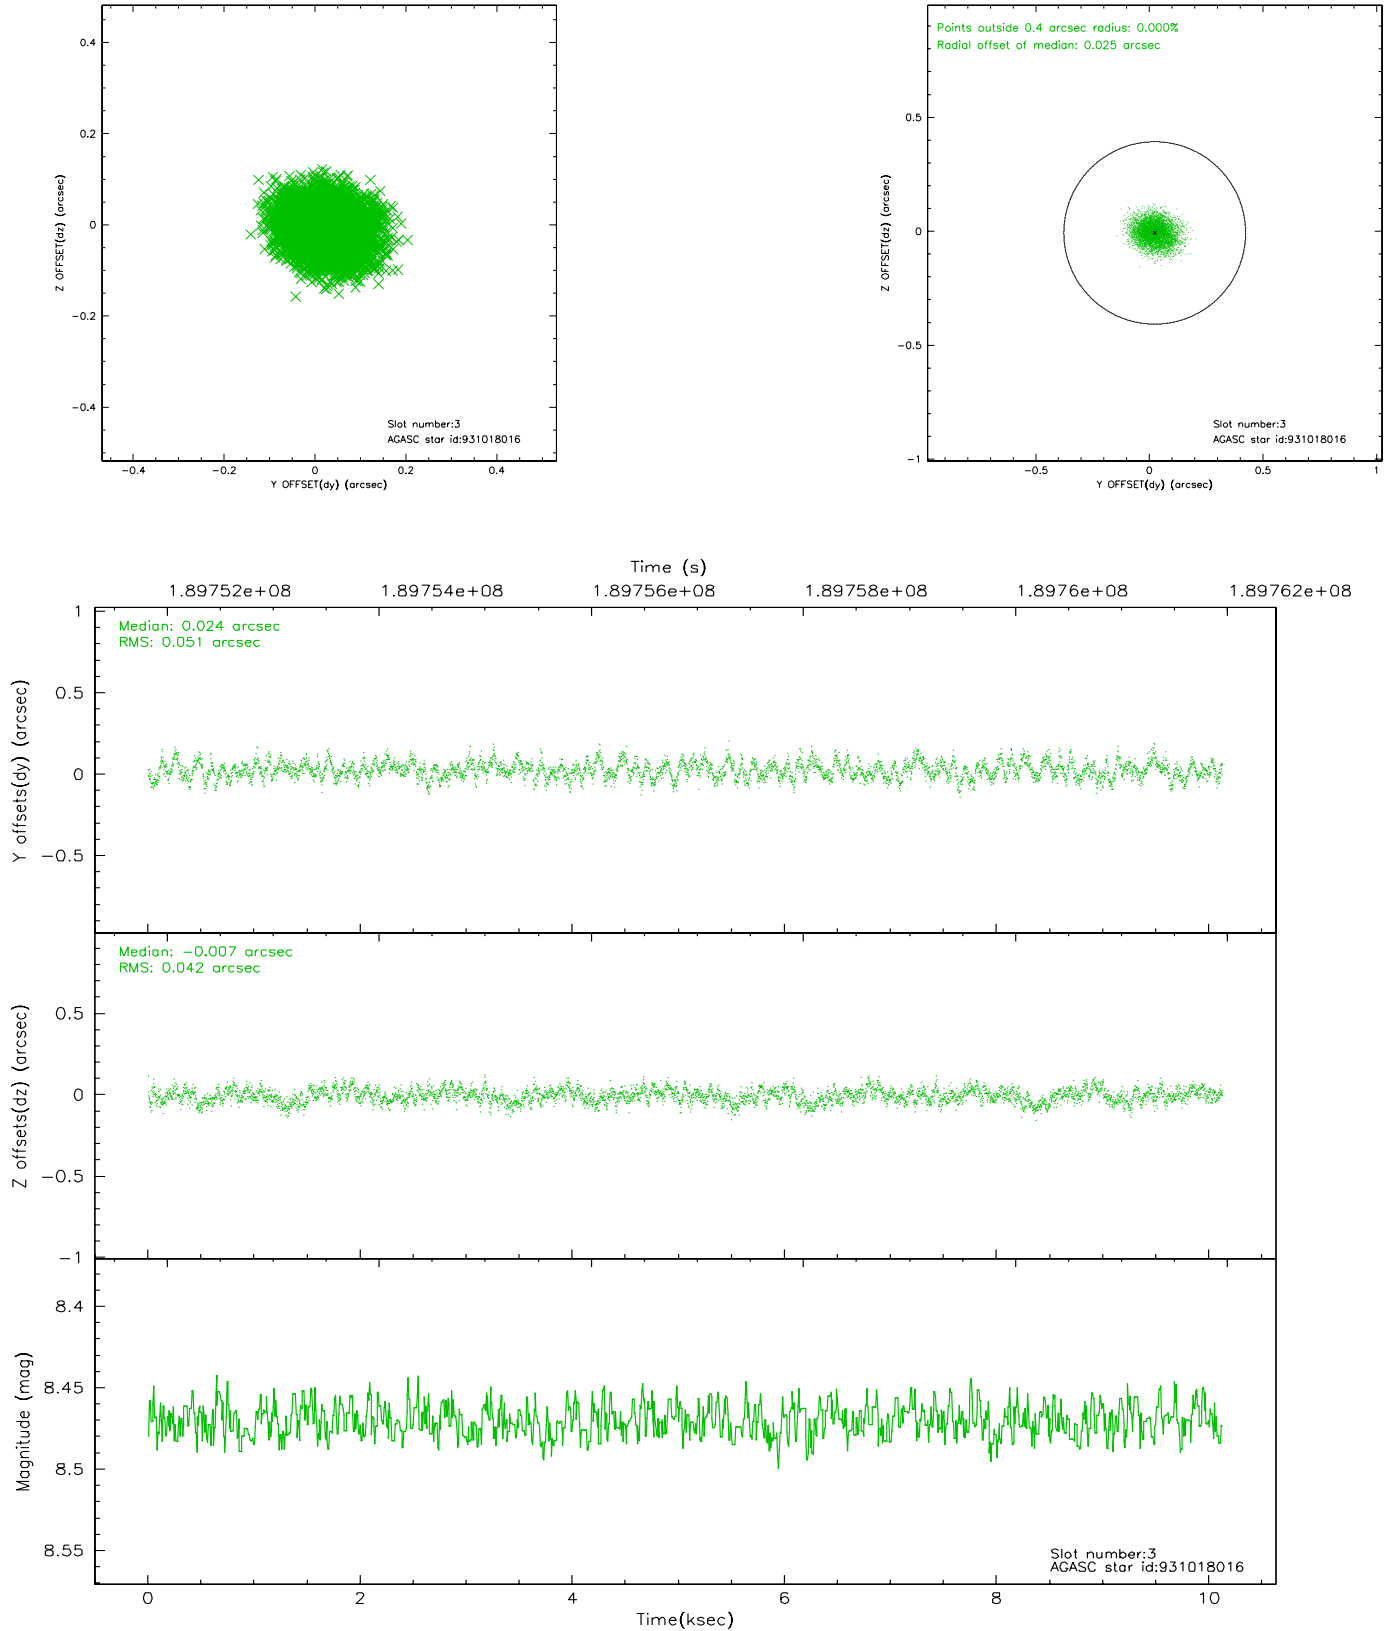 0.4
0.2
0
−0.2
−0.4
Z OFFSET(dz) (arcsec)
Slot number:3
AGASC star id:931018016
−0.4 −0.2 0 0.2 0.4
Y OFFSET(dy) (arcsec)
Points outside 0.4 arcsec radius: 0.000%
Radial offset of median: 0.025 arcsec
0.5
0
−0.5
−1
Z OFFSET(dz) (arcsec)
Slot number:3
AGASC star id:931018016
−0.5 0 0.5 1
Y OFFSET(dy) (arcsec)
Time (s)
1.89752e+08 1.89754e+08 1.89756e+08 1.89758e+08 1.8976e+08 1.89762e+08
Median: 0.024 arcsec
RMS: 0.051 arcsec
1
0.5
0
−0.5
Y offsets(dy) (arcsec)
Median: −0.007 arcsec
RMS: 0.042 arcsec
0.5
0
−0.5
−1
Z offsets(dz) (arcsec)
8.4
8.45
8.5
8.55
Magnitude (mag)
Slot number:3
AGASC star id:931018016
0 2 4 6 8 10
Time(ksec)